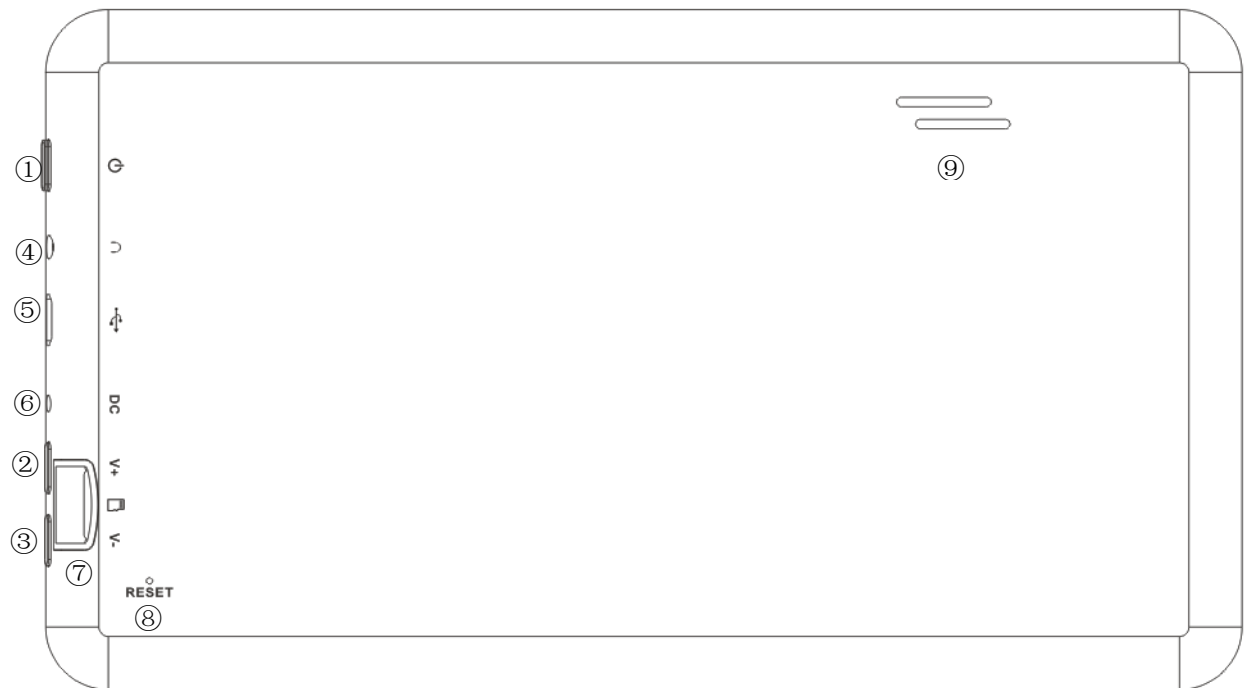 ①
⑨
④
⑤
⑥
DC
②
V+
③
V-
⑦
RESET
⑧